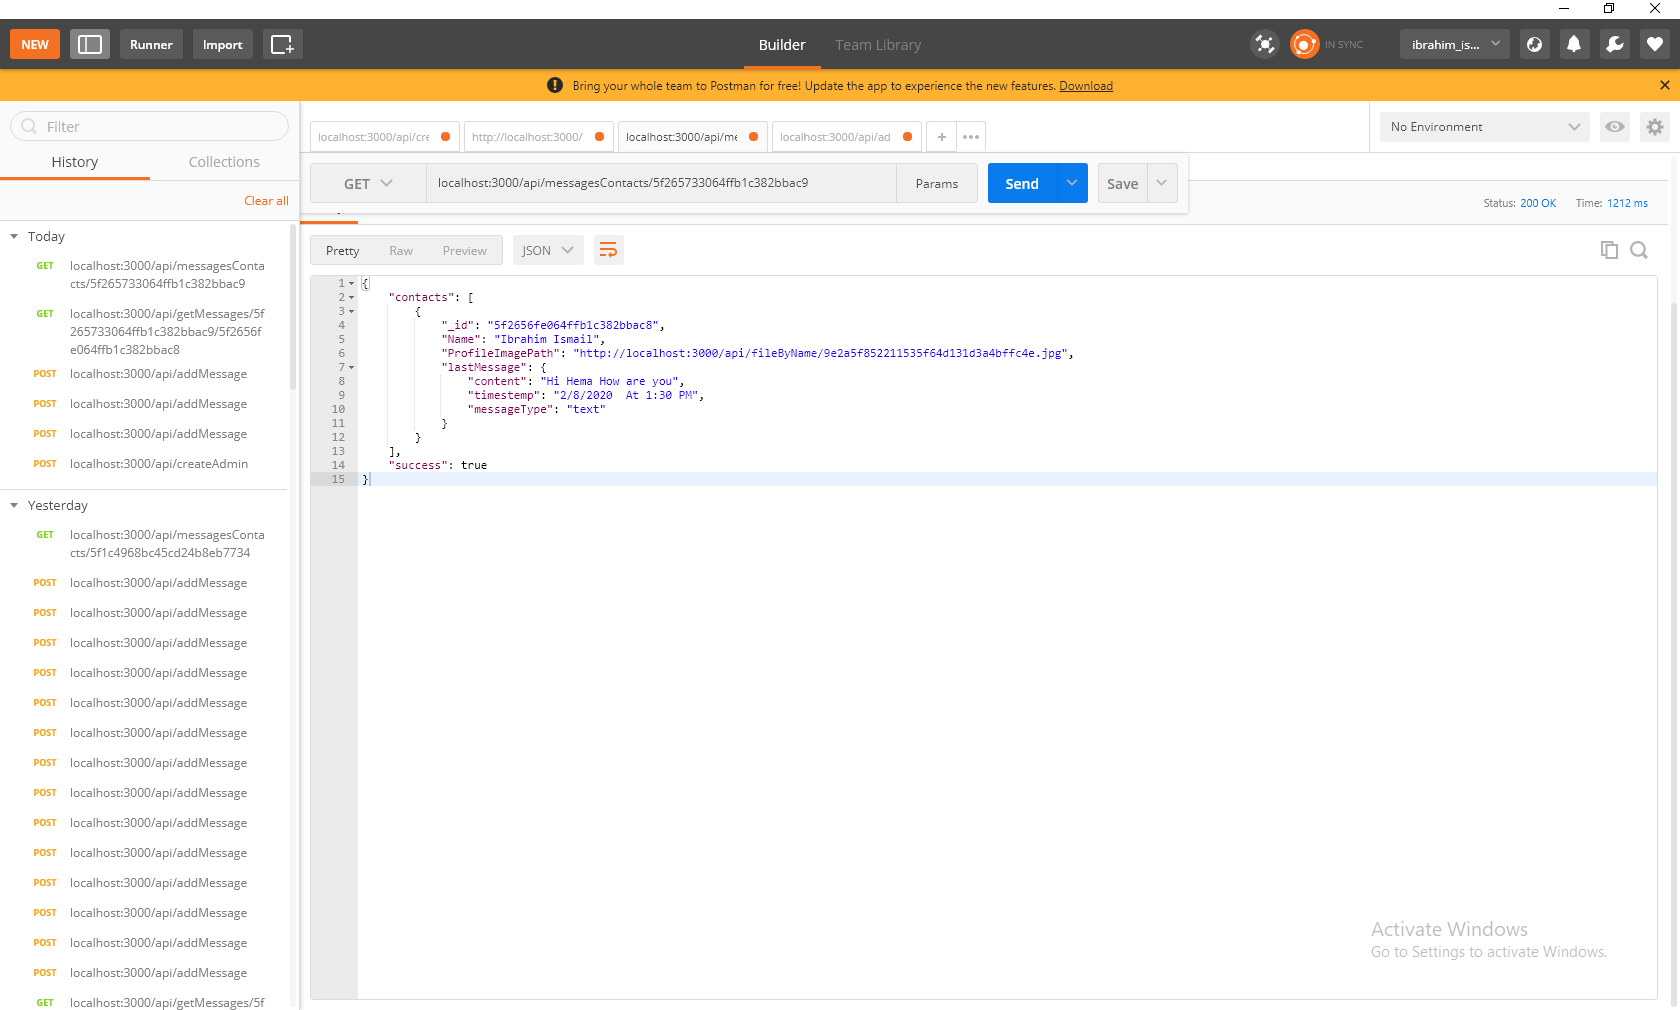 NEW
Runner
Import
Builder
Team Library
IN SYNC
ibrahim_is...
Bring your whole team to Postman for free! Update the app to experience the new features. Download
Filter
History
Collections
Clear all
Today
GET localhost:3000/api/messagesConta
cts/5f265733064ffb1c382bbac9
GET localhost:3000/api/getMessages/5f
265733064ffb1c382bbac9/5f2656f
e064ffb1c382bbac8
POST localhost:3000/api/addMessage
POST localhost:3000/api/addMessage
POST localhost:3000/api/addMessage
POST localhost:3000/api/createAdmin
Yesterday
GET localhost:3000/api/messagesConta
cts/5f1c4968bc45cd24b8eb7734
POST localhost:3000/api/addMessage
POST localhost:3000/api/addMessage
POST localhost:3000/api/addMessage
POST localhost:3000/api/addMessage
POST localhost:3000/api/addMessage
POST localhost:3000/api/addMessage
POST localhost:3000/api/addMessage
POST localhost:3000/api/addMessage
POST localhost:3000/api/addMessage
POST localhost:3000/api/addMessage
POST localhost:3000/api/addMessage
POST localhost:3000/api/addMessage
POST localhost:3000/api/addMessage
POST localhost:3000/api/addMessage
GET localhost:3000/api/getMessages/5f
localhost:3000/api/cre
http://localhost:3000/
localhost:3000/api/me
localhost:3000/api/ad
No Environment
GET
localhost:3000/api/messagesContacts/5f265733064ffb1c382bbac9
Params
Send
Save
Status: 200 OK
Time: 1212 ms
Pretty
Raw
Preview
JSON
1 {
2 "contacts": [
3 {
4 "_id": "5f2656fe064ffb1c382bbac8",
5 "Name": "Ibrahim Ismail",
6 "ProfileImagePath": "http://localhost:3000/api/fileByName/9e2a5f852211535f64d131d3a4bffc4e.jpg",
7 "lastMessage": {
8 "content": "Hi Hema How are you",
9 "timestemp": "2/8/2020  At 1:30 PM",
10 "messageType": "text"
11 }
12 }
13 ],
14 "success": true
15 }
Activate Windows
Go to Settings to activate Windows.